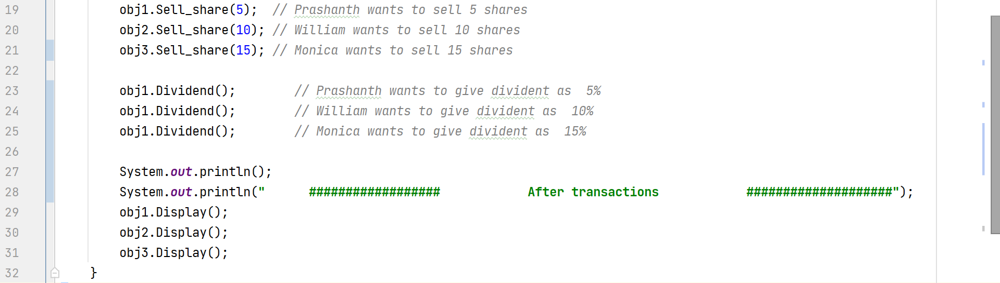 19 obj1.Sell_share(5);  // Prashanth wants to sell 5 shares
20 obj2.Sell_share(10); // William wants to sell 10 shares
21 obj3.Sell_share(15); // Monica wants to sell 15 shares
22
23 obj1.Dividend();        // Prashanth wants to give divident as  5%
24 obj1.Dividend();        // William wants to give divident as  10%
25 obj1.Dividend();        // Monica wants to give divident as  15%
26
27 System.out.println();
28 System.out.println("      ##################            After transactions            ####################");
29 obj1.Display();
30 obj2.Display();
31 obj3.Display();
32 }